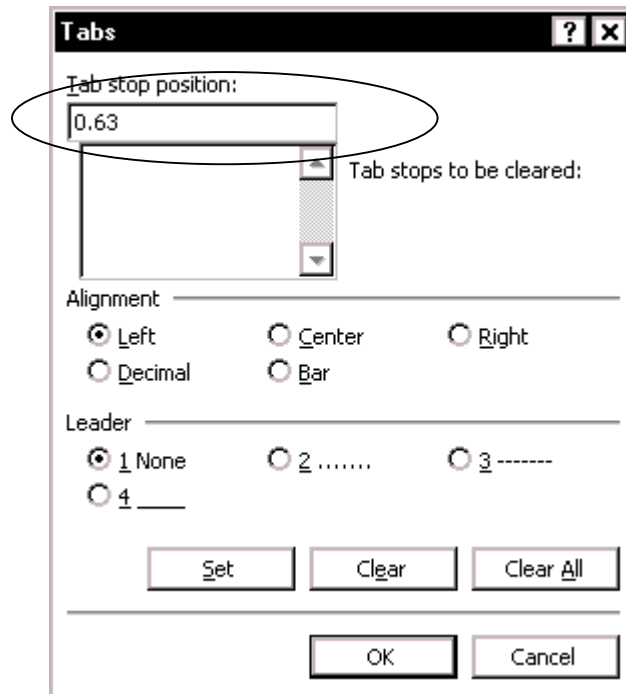 Tabs ? X
Tab stop position:
0.63
Tab stops to be cleared:
Alignment
Left Center Right
Decimal Bar
Leader
1 None 2 ....... 3 -------
4 ____
Set Clear Clear All
OK Cancel